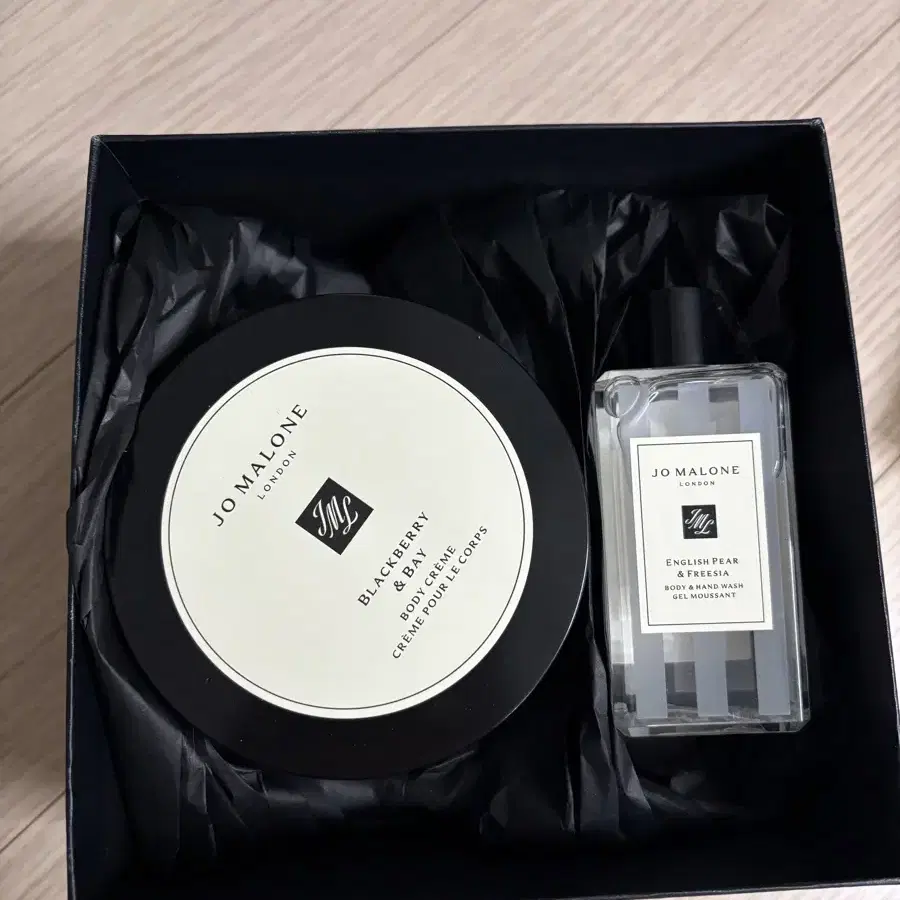 JO MALONE
LONDON
JML
BLACKBERRY
& BAY
BODY CRÈME
CRÈME POUR LE CORPS
JO MALONE
LONDON
JML
ENGLISH PEAR
& FREESIA
BODY & HAND WASH
GEL MOUSSANT